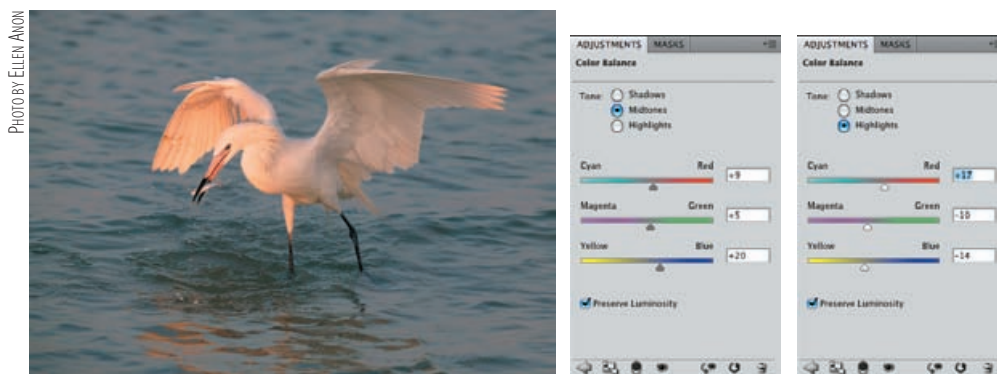 PHOTO BY ELLEN ANON
ADJUSTMENTS MASKS
Color Balance
Tone: Shadows
Midtones
Highlights
Cyan Red +9
Magenta Green +5
Yellow Blue +20
Preserve Luminosity
ADJUSTMENTS MASKS
Color Balance
Tone: Shadows
Midtones
Highlights
Cyan Red +17
Magenta Green -10
Yellow Blue -14
Preserve Luminosity